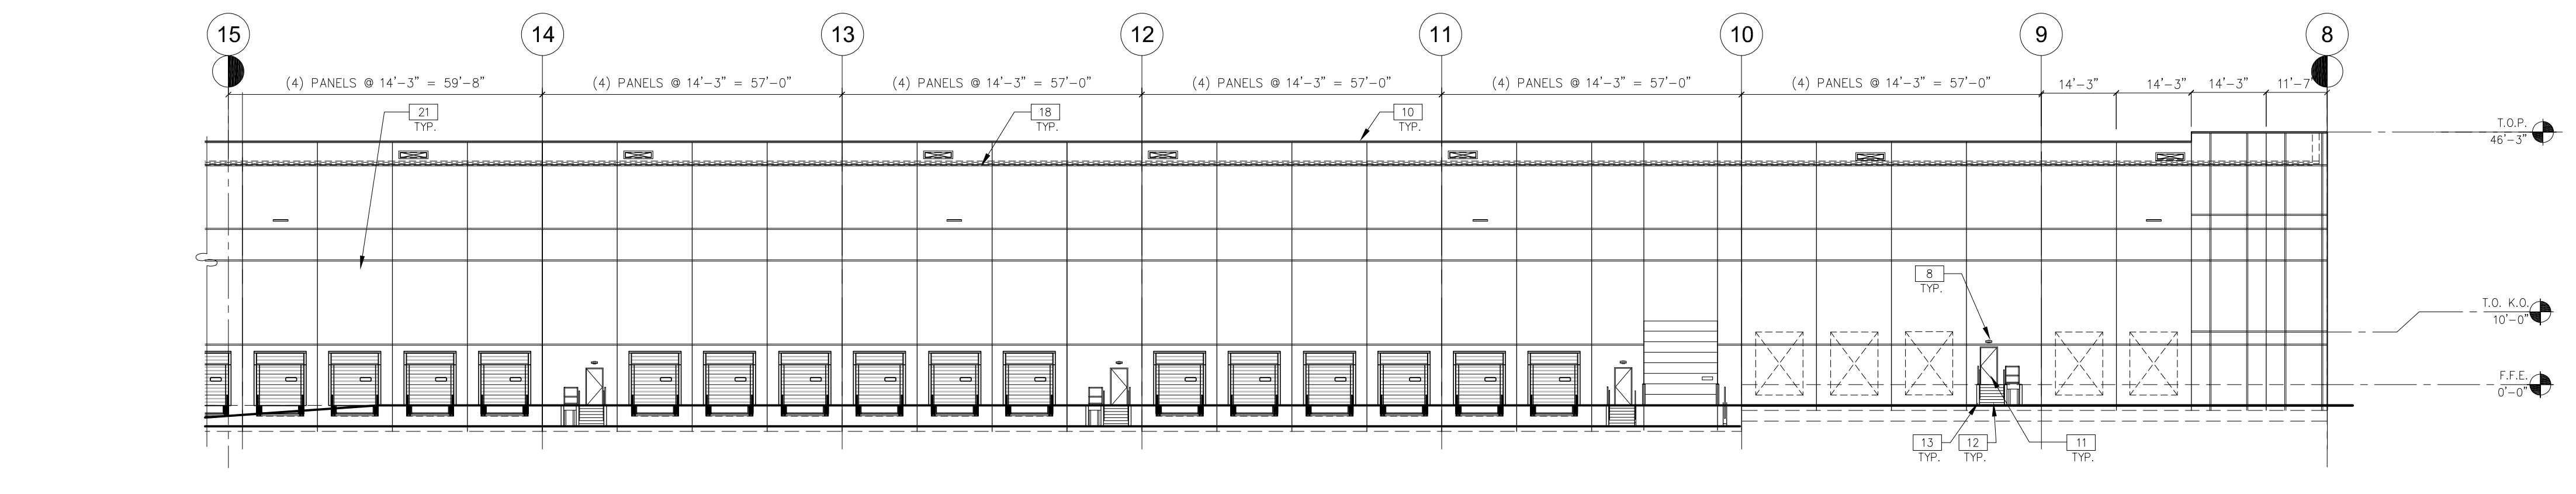 15 14 13 12 11 10 9 8
(4) PANELS @ 14'-3" = 59'-8" (4) PANELS @ 14'-3" = 57'-0" (4) PANELS @ 14'-3" = 57'-0" (4) PANELS @ 14'-3" = 57'-0" (4) PANELS @ 14'-3" = 57'-0" (4) PANELS @ 14'-3" = 57'-0" 14'-3" 14'-3" 14'-3" 11'-7"
21 18 10
TYP. TYP. TYP.
T.O.P.
46'-3"
8
TYP.
T.O. K.O.
10'-0"
F.F.E.
0'-0"
13 12 11
TYP. TYP. TYP.